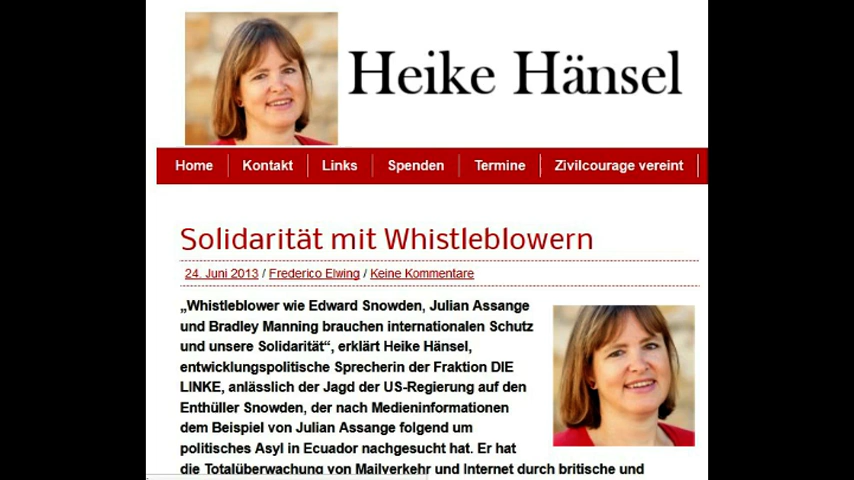 Heike Hänsel
Home Kontakt Links Spenden Termine Zivilcourage vereint
Solidarität mit Whistleblowern
24. Juni 2013 / Frederico Elwing / Keine Kommentare
„Whistleblower wie Edward Snowden, Julian Assange
und Bradley Manning brauchen internationalen Schutz
und unsere Solidarität“, erklärt Heike Hänsel,
entwicklungspolitische Sprecherin der Fraktion DIE
LINKE, anlässlich der Jagd der US-Regierung auf den
Enthüller Snowden, der nach Medieninformationen
dem Beispiel von Julian Assange folgend um
politisches Asyl in Ecuador nachgesucht hat. Er hat
die Totalüberwachung von Mailverkehr und Internet durch britische und